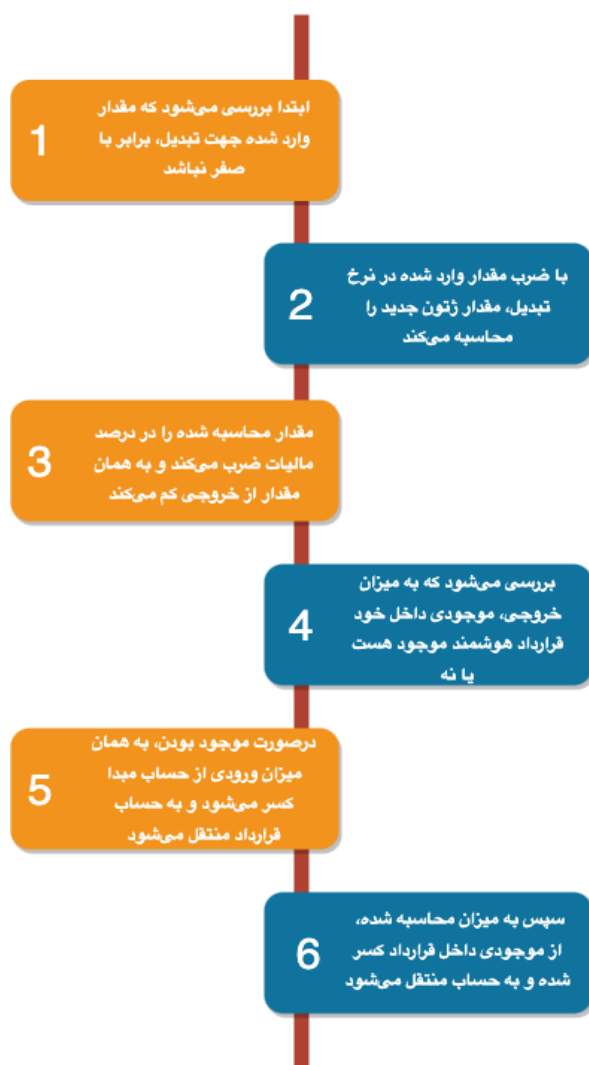 1
ابتدا بررسی می‌شود که مقدار
وارد شده جهت تبدیل، برابر با
صفر نباشد
2
با ضرب مقدار وارد شده در نرخ
تبدیل، مقدار ژتون جدید را
محاسبه می‌کند
3
مقدار محاسبه شده را در درصد
مالیات ضرب می‌کند و به همان
مقدار از خروجی کم می‌کند
4
بررسی می‌شود که به میزان
خروجی، موجودی داخل خود
قرارداد هوشمند موجود هست
یا نه
5
درصورت موجود بودن، به همان
میزان ورودی از حساب مبدا
کسر می‌شود و به حساب
قرارداد منتقل می‌شود
6
سپس به میزان محاسبه شده،
از موجودی داخل قرارداد کسر
شده و به حساب منتقل می‌شود